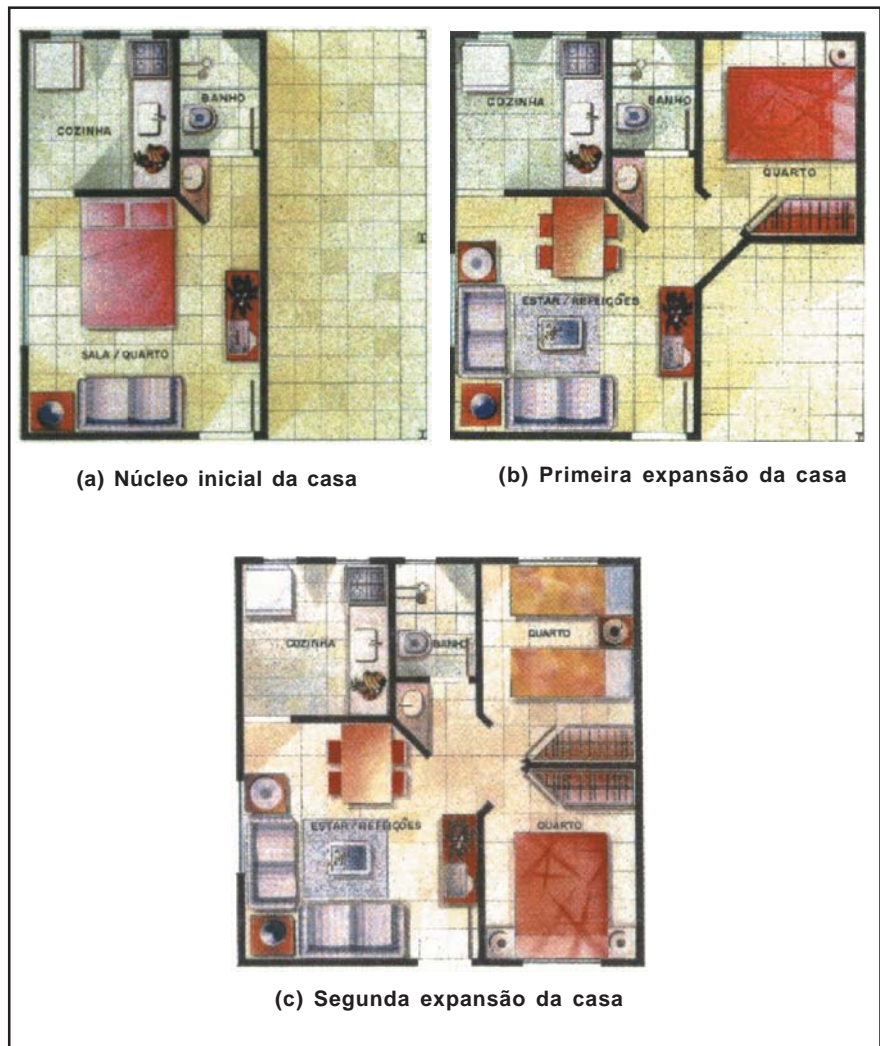 COZINHA
BANHO
SALA / QUARTO
(a) Núcleo inicial da casa
COZINHA
BANHO
QUARTO
ESTAR / REFEIÇÕES
(b) Primeira expansão da casa
COZINHA
BANHO
QUARTO
ESTAR / REFEIÇÕES
QUARTO
(c) Segunda expansão da casa